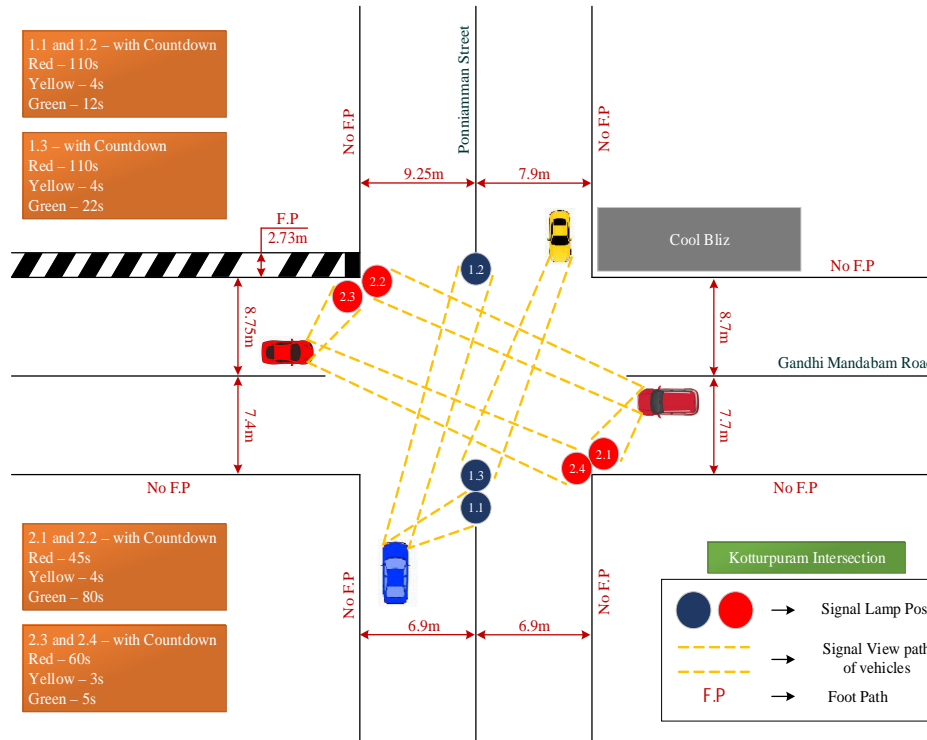 1.1 and 1.2 – with Countdown
Red – 110s
Yellow – 4s
Green – 12s
1.3 – with Countdown
Red – 110s
Yellow – 4s
Green – 22s
No F.P
Ponniamman Street
No F.P
9.25m
7.9m
F.P
2.73m
Cool Bliz
No F.P
1.2
2.2
2.3
8.75m
8.7m
Gandhi Mandabam Road
7.4m
7.7m
2.1
2.4
1.3
1.1
No F.P
No F.P
2.1 and 2.2 – with Countdown
Red – 45s
Yellow – 4s
Green – 80s
No F.P
No F.P
Kotturpuram Intersection
2.3 and 2.4 – with Countdown
Red – 60s
Yellow – 3s
Green – 5s
6.9m
6.9m
Signal Lamp Pos
Signal View path
of vehicles
F.P
Foot Path